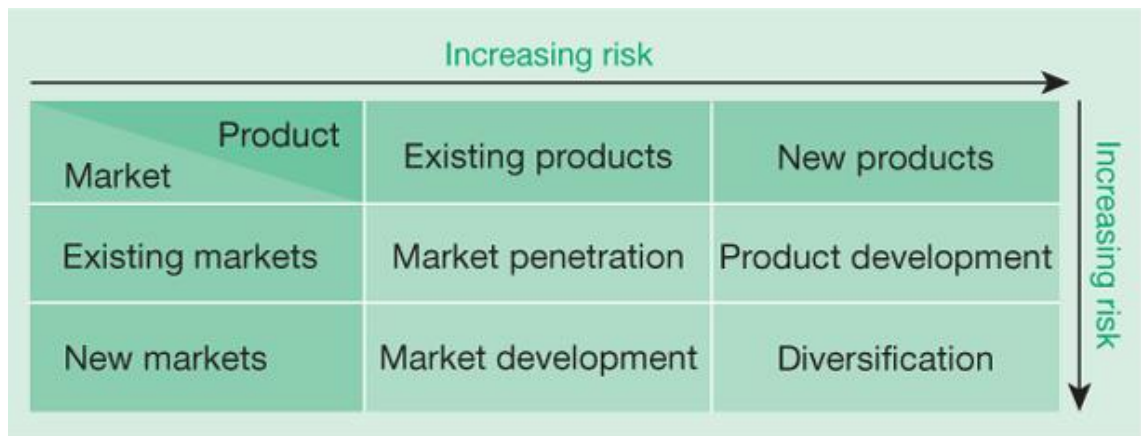 Increasing risk
Product
Market
Existing products
New products
Existing markets
Market penetration
Product development
New markets
Market development
Diversification
Increasing risk